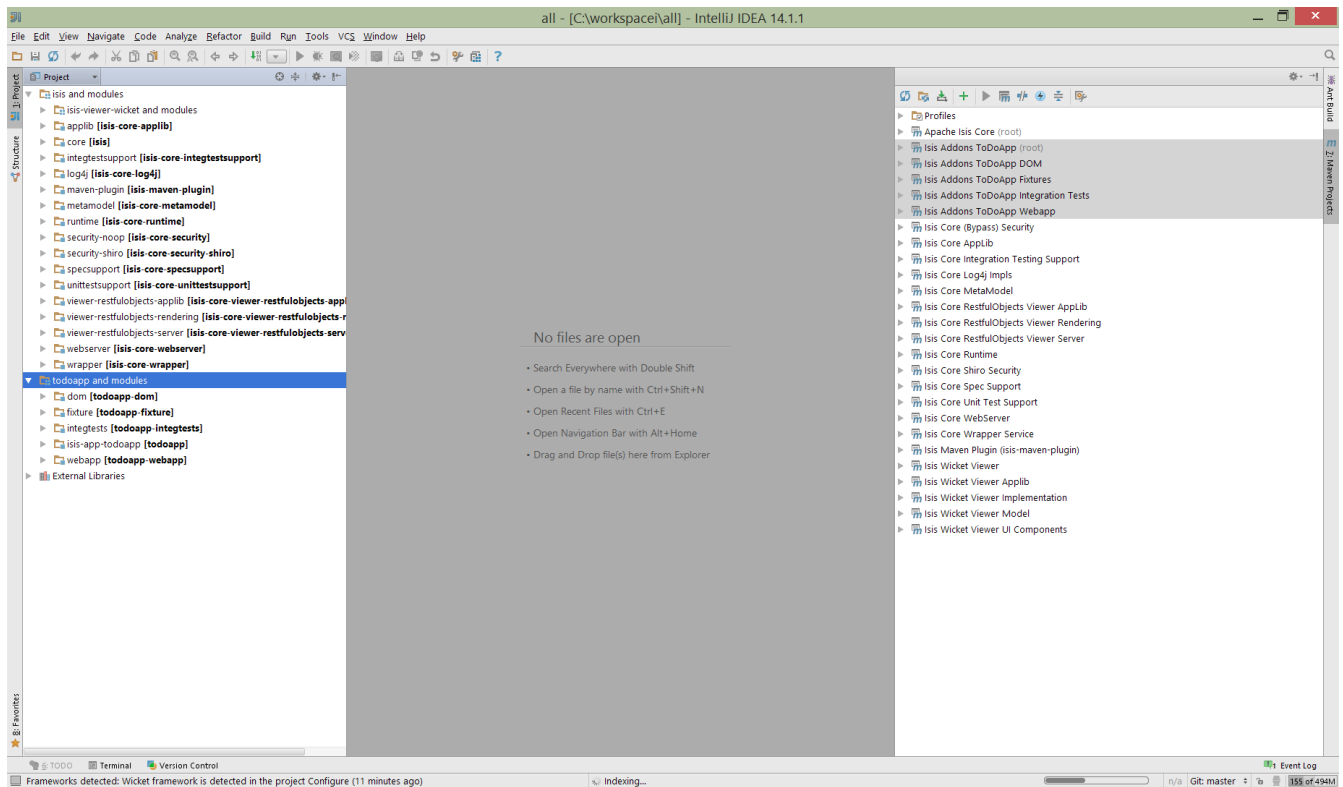 all - [C:\workspacei\all] - IntelliJ IDEA 14.1.1
File Edit View Navigate Code Analyze Refactor Build Run Tools VCS Window Help
Project
1: Project
Structure
isis and modules
isis-viewer-wicket and modules
applib [isis-core-applib]
core [isis]
integtestsupport [isis-core-integtestsupport]
log4j [isis-core-log4j]
maven-plugin [isis-maven-plugin]
metamodel [isis-core-metamodel]
runtime [isis-core-runtime]
security-noop [isis-core-security]
security-shiro [isis-core-security-shiro]
specsupport [isis-core-specsupport]
unittestsupport [isis-core-unittestsupport]
viewer-restfulobjects-applib [isis-core-viewer-restfulobjects-appl
viewer-restfulobjects-rendering [isis-core-viewer-restfulobjects-r
viewer-restfulobjects-server [isis-core-viewer-restfulobjects-serv
webserver [isis-core-webserver]
wrapper [isis-core-wrapper]
todoapp and modules
dom [todoapp-dom]
fixture [todoapp-fixture]
integtests [todoapp-integtests]
isis-app-todoapp [todoapp]
webapp [todoapp-webapp]
External Libraries
No files are open
• Search Everywhere with Double Shift
• Open a file by name with Ctrl+Shift+N
• Open Recent Files with Ctrl+E
• Open Navigation Bar with Alt+Home
• Drag and Drop file(s) here from Explorer
Profiles
Apache Isis Core (root)
Isis Addons ToDoApp (root)
Isis Addons ToDoApp DOM
Isis Addons ToDoApp Fixtures
Isis Addons ToDoApp Integration Tests
Isis Addons ToDoApp Webapp
Isis Core (Bypass) Security
Isis Core AppLib
Isis Core Integration Testing Support
Isis Core Log4j Impls
Isis Core MetaModel
Isis Core RestfulObjects Viewer AppLib
Isis Core RestfulObjects Viewer Rendering
Isis Core RestfulObjects Viewer Server
Isis Core Runtime
Isis Core Shiro Security
Isis Core Spec Support
Isis Core Unit Test Support
Isis Core WebServer
Isis Core Wrapper Service
Isis Maven Plugin (isis-maven-plugin)
Isis Wicket Viewer
Isis Wicket Viewer Applib
Isis Wicket Viewer Implementation
Isis Wicket Viewer Model
Isis Wicket Viewer UI Components
Ant Build
Maven Projects
Favorites
6: TODO Terminal Version Control
Event Log
Frameworks detected: Wicket framework is detected in the project Configure (11 minutes ago)
Indexing...
n/a Git: master
155 of 494M